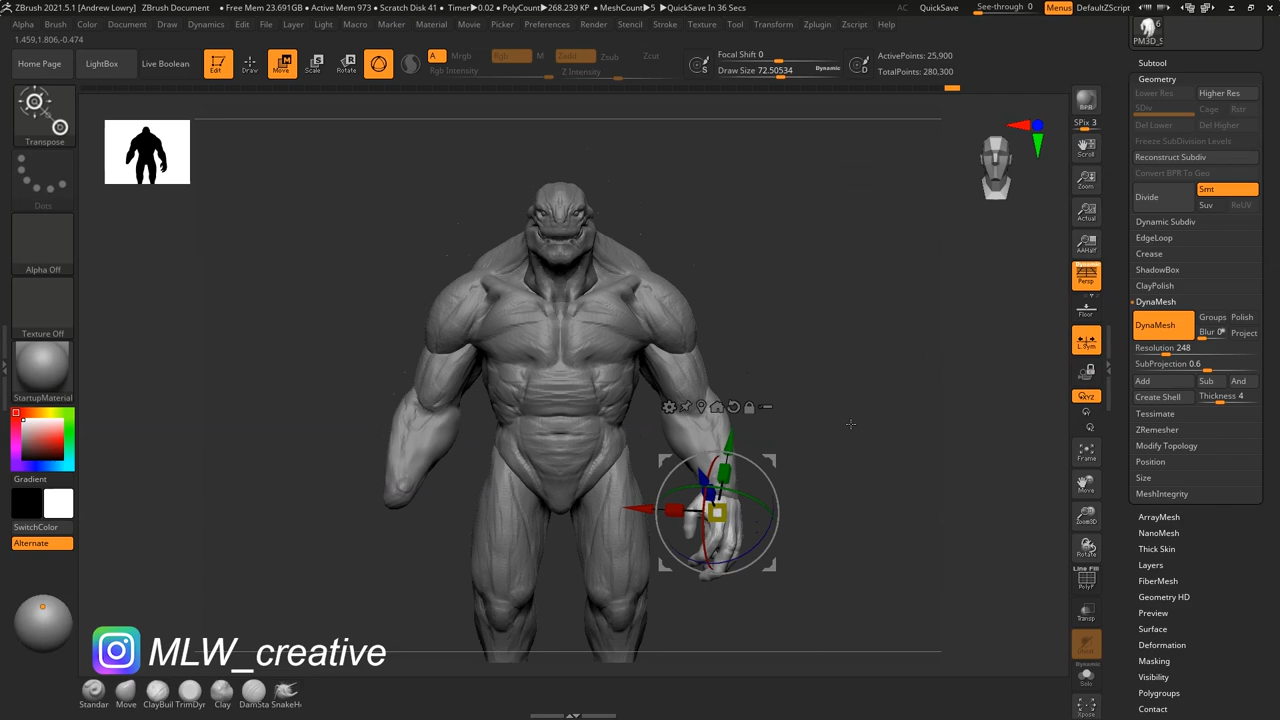 ZBrush 2021.5.1 [Andrew Lowry] ZBrush Document • Free Mem 23.691GB • Active Mem 973 • Scratch Disk 41 • Timer▶0.02 • PolyCount▶268.239 KP • MeshCount▶5 ▶QuickSave In 36 Secs AC QuickSave See-through 0 Menus DefaultZScript
Alpha Brush Color Document Draw Dynamics Edit File Layer Light Macro Marker Material Movie Picker Preferences Render Stencil Stroke Texture Tool Transform Zplugin Zscript Help
1.459,1.806,-0.474
Home Page LightBox Live Boolean Edit Draw Move Scale Rotate
A Mrgb Rgb M Zadd Zsub Zcut
Rgb Intensity Z Intensity
S Focal Shift 0
Draw Size 72.50534 Dynamic
D
ActivePoints: 25,900
TotalPoints: 280,300
Transpose
Dots
Alpha Off
Texture Off
StartupMaterial
Gradient
SwitchColor
Alternate
BPR
SPix 3
Scroll
Zoom
Actual
AAHalf
Dynamic
Persp
Floor
L.Sym
XYZ
Frame
Move
Zoom3D
Rotate
Line Fill
PolyF
Transp
Ghost
Dynamic
Solo
Xpose
6
PM3D_S
Subtool
Geometry
Lower Res Higher Res
SDiv Cage Rstr
Del Lower Del Higher
Freeze SubDivision Levels
Reconstruct Subdiv
Convert BPR To Geo
Divide Smt
Suv ReUV
Dynamic Subdiv
EdgeLoop
Crease
ShadowBox
ClayPolish
DynaMesh
DynaMesh Groups Polish
Blur 0 Project
Resolution 248
SubProjection 0.6
Add Sub And
Create Shell Thickness 4
Tessimate
ZRemesher
Modify Topology
Position
Size
MeshIntegrity
ArrayMesh
NanoMesh
Thick Skin
Layers
FiberMesh
Geometry HD
Preview
Surface
Deformation
Masking
Visibility
Polygroups
Contact
MLW_creative
Standar Move ClayBuil TrimDyr Clay DamSta SnakeH